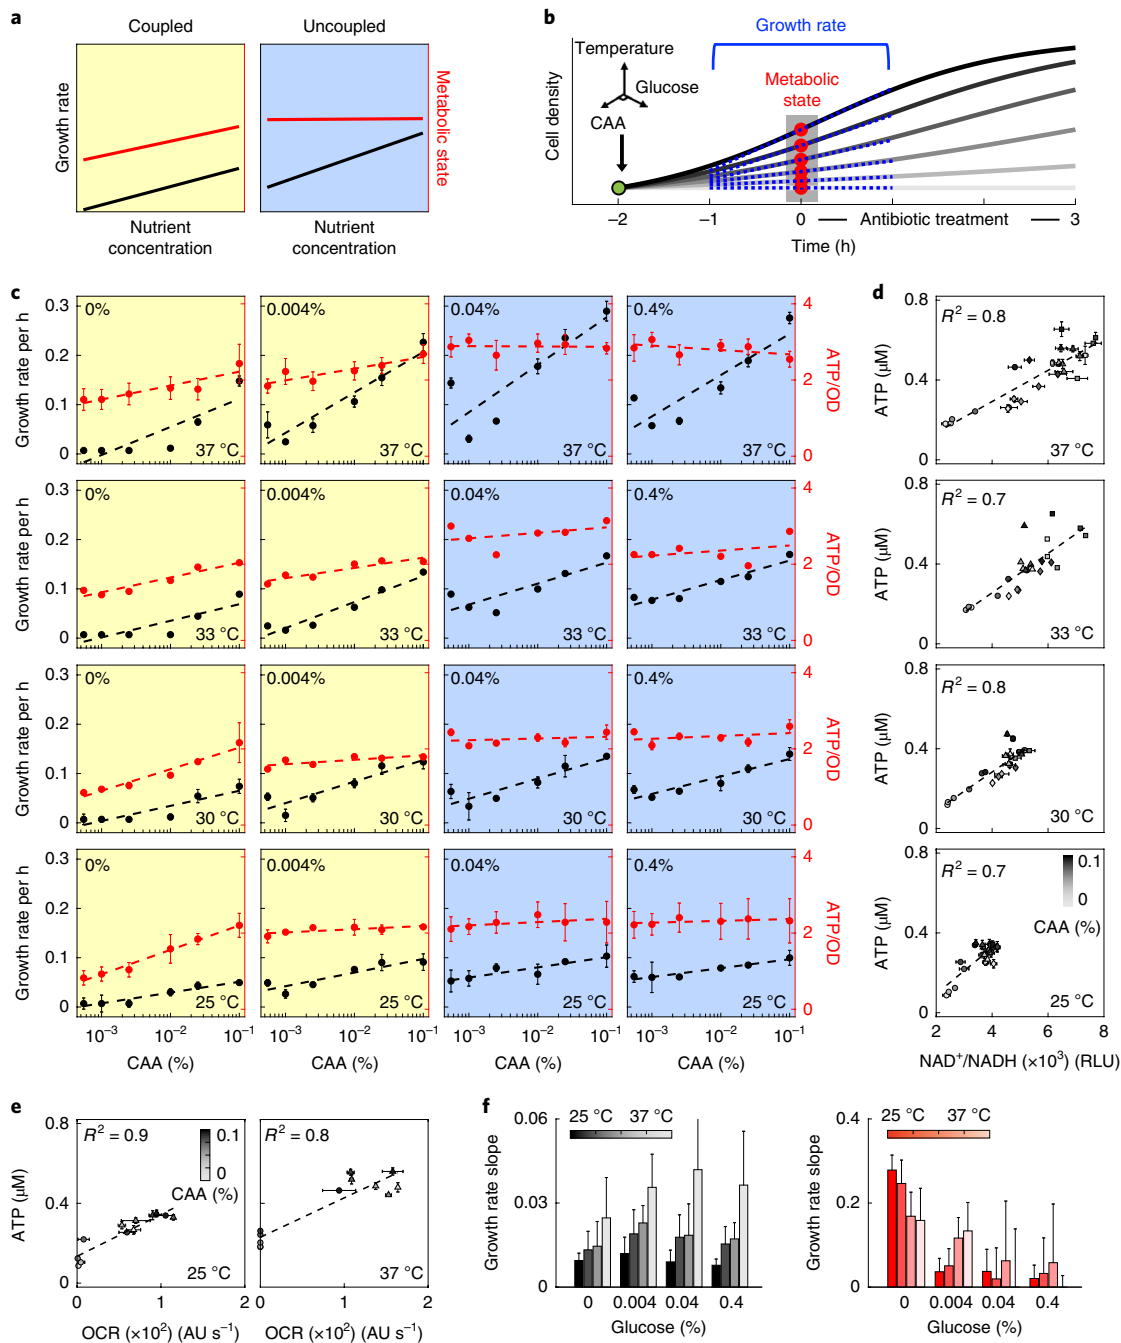 a
Coupled
Uncoupled
Growth rate
Metabolic state
Nutrient concentration
Nutrient concentration
b
Cell density
Temperature
Glucose
CAA
Growth rate
Metabolic state
−2
−1
0
Antibiotic treatment
3
Time (h)
c
Growth rate per h
0.3
0.2
0.1
0
0%
37 °C
0.004%
37 °C
0.04%
37 °C
0.4%
37 °C
4
2
0
ATP/OD
Growth rate per h
0.3
0.2
0.1
0
0%
33 °C
0.004%
33 °C
0.04%
33 °C
0.4%
33 °C
4
2
0
ATP/OD
Growth rate per h
0.3
0.2
0.1
0
0%
30 °C
0.004%
30 °C
0.04%
30 °C
0.4%
30 °C
4
2
0
ATP/OD
Growth rate per h
0.3
0.2
0.1
0
0%
25 °C
0.004%
25 °C
0.04%
25 °C
0.4%
25 °C
4
2
0
ATP/OD
10⁻³ 10⁻² 10⁻¹
10⁻³ 10⁻² 10⁻¹
10⁻³ 10⁻² 10⁻¹
10⁻³ 10⁻² 10⁻¹
CAA (%)
CAA (%)
CAA (%)
CAA (%)
d
ATP (μM)
0.8
0.4
0
R² = 0.8
37 °C
ATP (μM)
0.8
0.4
0
R² = 0.7
33 °C
ATP (μM)
0.8
0.4
0
R² = 0.8
30 °C
ATP (μM)
0.8
0.4
0
R² = 0.7
0.1
0
CAA (%)
25 °C
2 4 6 8
NAD⁺/NADH (×10³) (RLU)
e
ATP (μM)
0.8
0.4
0
R² = 0.9
0.1
0
CAA (%)
25 °C
R² = 0.8
37 °C
0 1 2
0 1 2
OCR (×10²) (AU s⁻¹)
OCR (×10²) (AU s⁻¹)
f
Growth rate slope
0.06
0.03
0
25 °C 37 °C
0 0.004 0.04 0.4
Glucose (%)
Growth rate slope
0.4
0.2
0
25 °C 37 °C
0 0.004 0.04 0.4
Glucose (%)